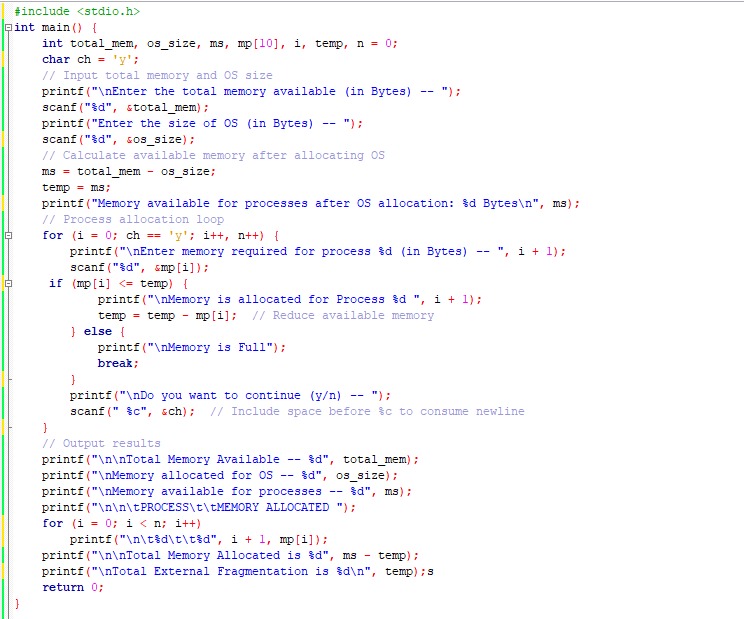 #include <stdio.h>
int main() {
    int total_mem, os_size, ms, mp[10], i, temp, n = 0;
    char ch = 'y';
    // Input total memory and OS size
    printf("\nEnter the total memory available (in Bytes) -- ");
    scanf("%d", &total_mem);
    printf("Enter the size of OS (in Bytes) -- ");
    scanf("%d", &os_size);
    // Calculate available memory after allocating OS
    ms = total_mem - os_size;
    temp = ms;
    printf("Memory available for processes after OS allocation: %d Bytes\n", ms);
    // Process allocation loop
    for (i = 0; ch == 'y'; i++, n++) {
        printf("\nEnter memory required for process %d (in Bytes) -- ", i + 1);
        scanf("%d", &mp[i]);
     if (mp[i] <= temp) {
            printf("\nMemory is allocated for Process %d ", i + 1);
            temp = temp - mp[i];  // Reduce available memory
        } else {
            printf("\nMemory is Full");
            break;
        }
        printf("\nDo you want to continue (y/n) -- ");
        scanf(" %c", &ch);  // Include space before %c to consume newline
    }
    // Output results
    printf("\n\nTotal Memory Available -- %d", total_mem);
    printf("\nMemory allocated for OS -- %d", os_size);
    printf("\nMemory available for processes -- %d", ms);
    printf("\n\n\tPROCESS\t\tMEMORY ALLOCATED ");
    for (i = 0; i < n; i++)
        printf("\n\t%d\t\t%d", i + 1, mp[i]);
    printf("\n\nTotal Memory Allocated is %d", ms - temp);
    printf("\nTotal External Fragmentation is %d\n", temp);s
    return 0;
}